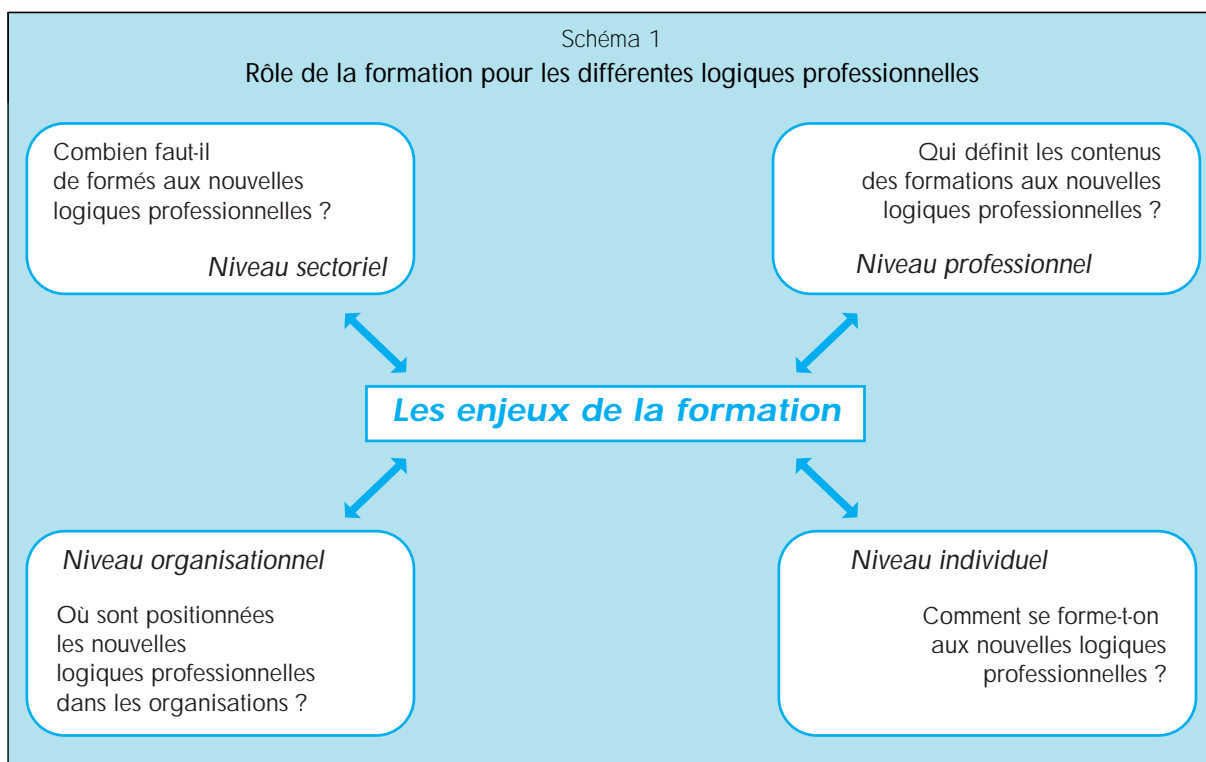 Schéma 1
Rôle de la formation pour les différentes logiques professionnelles
Combien faut-il
de formés aux nouvelles
logiques professionnelles ?
Niveau sectoriel
Qui définit les contenus
des formations aux nouvelles
logiques professionnelles ?
Niveau professionnel
Les enjeux de la formation
Niveau organisationnel
Où sont positionnées
les nouvelles
logiques professionnelles
dans les organisations ?
Niveau individuel
Comment se forme-t-on
aux nouvelles logiques
professionnelles ?